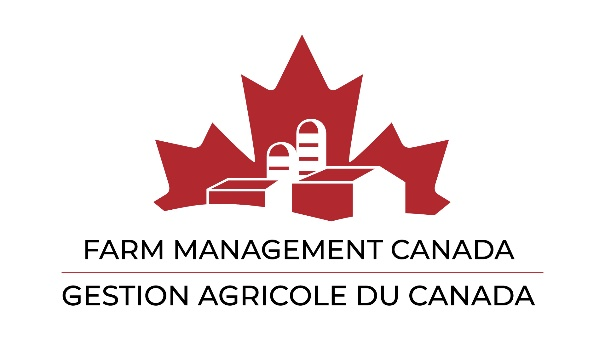 FARM MANAGEMENT CANADA
GESTION AGRICOLE DU CANADA